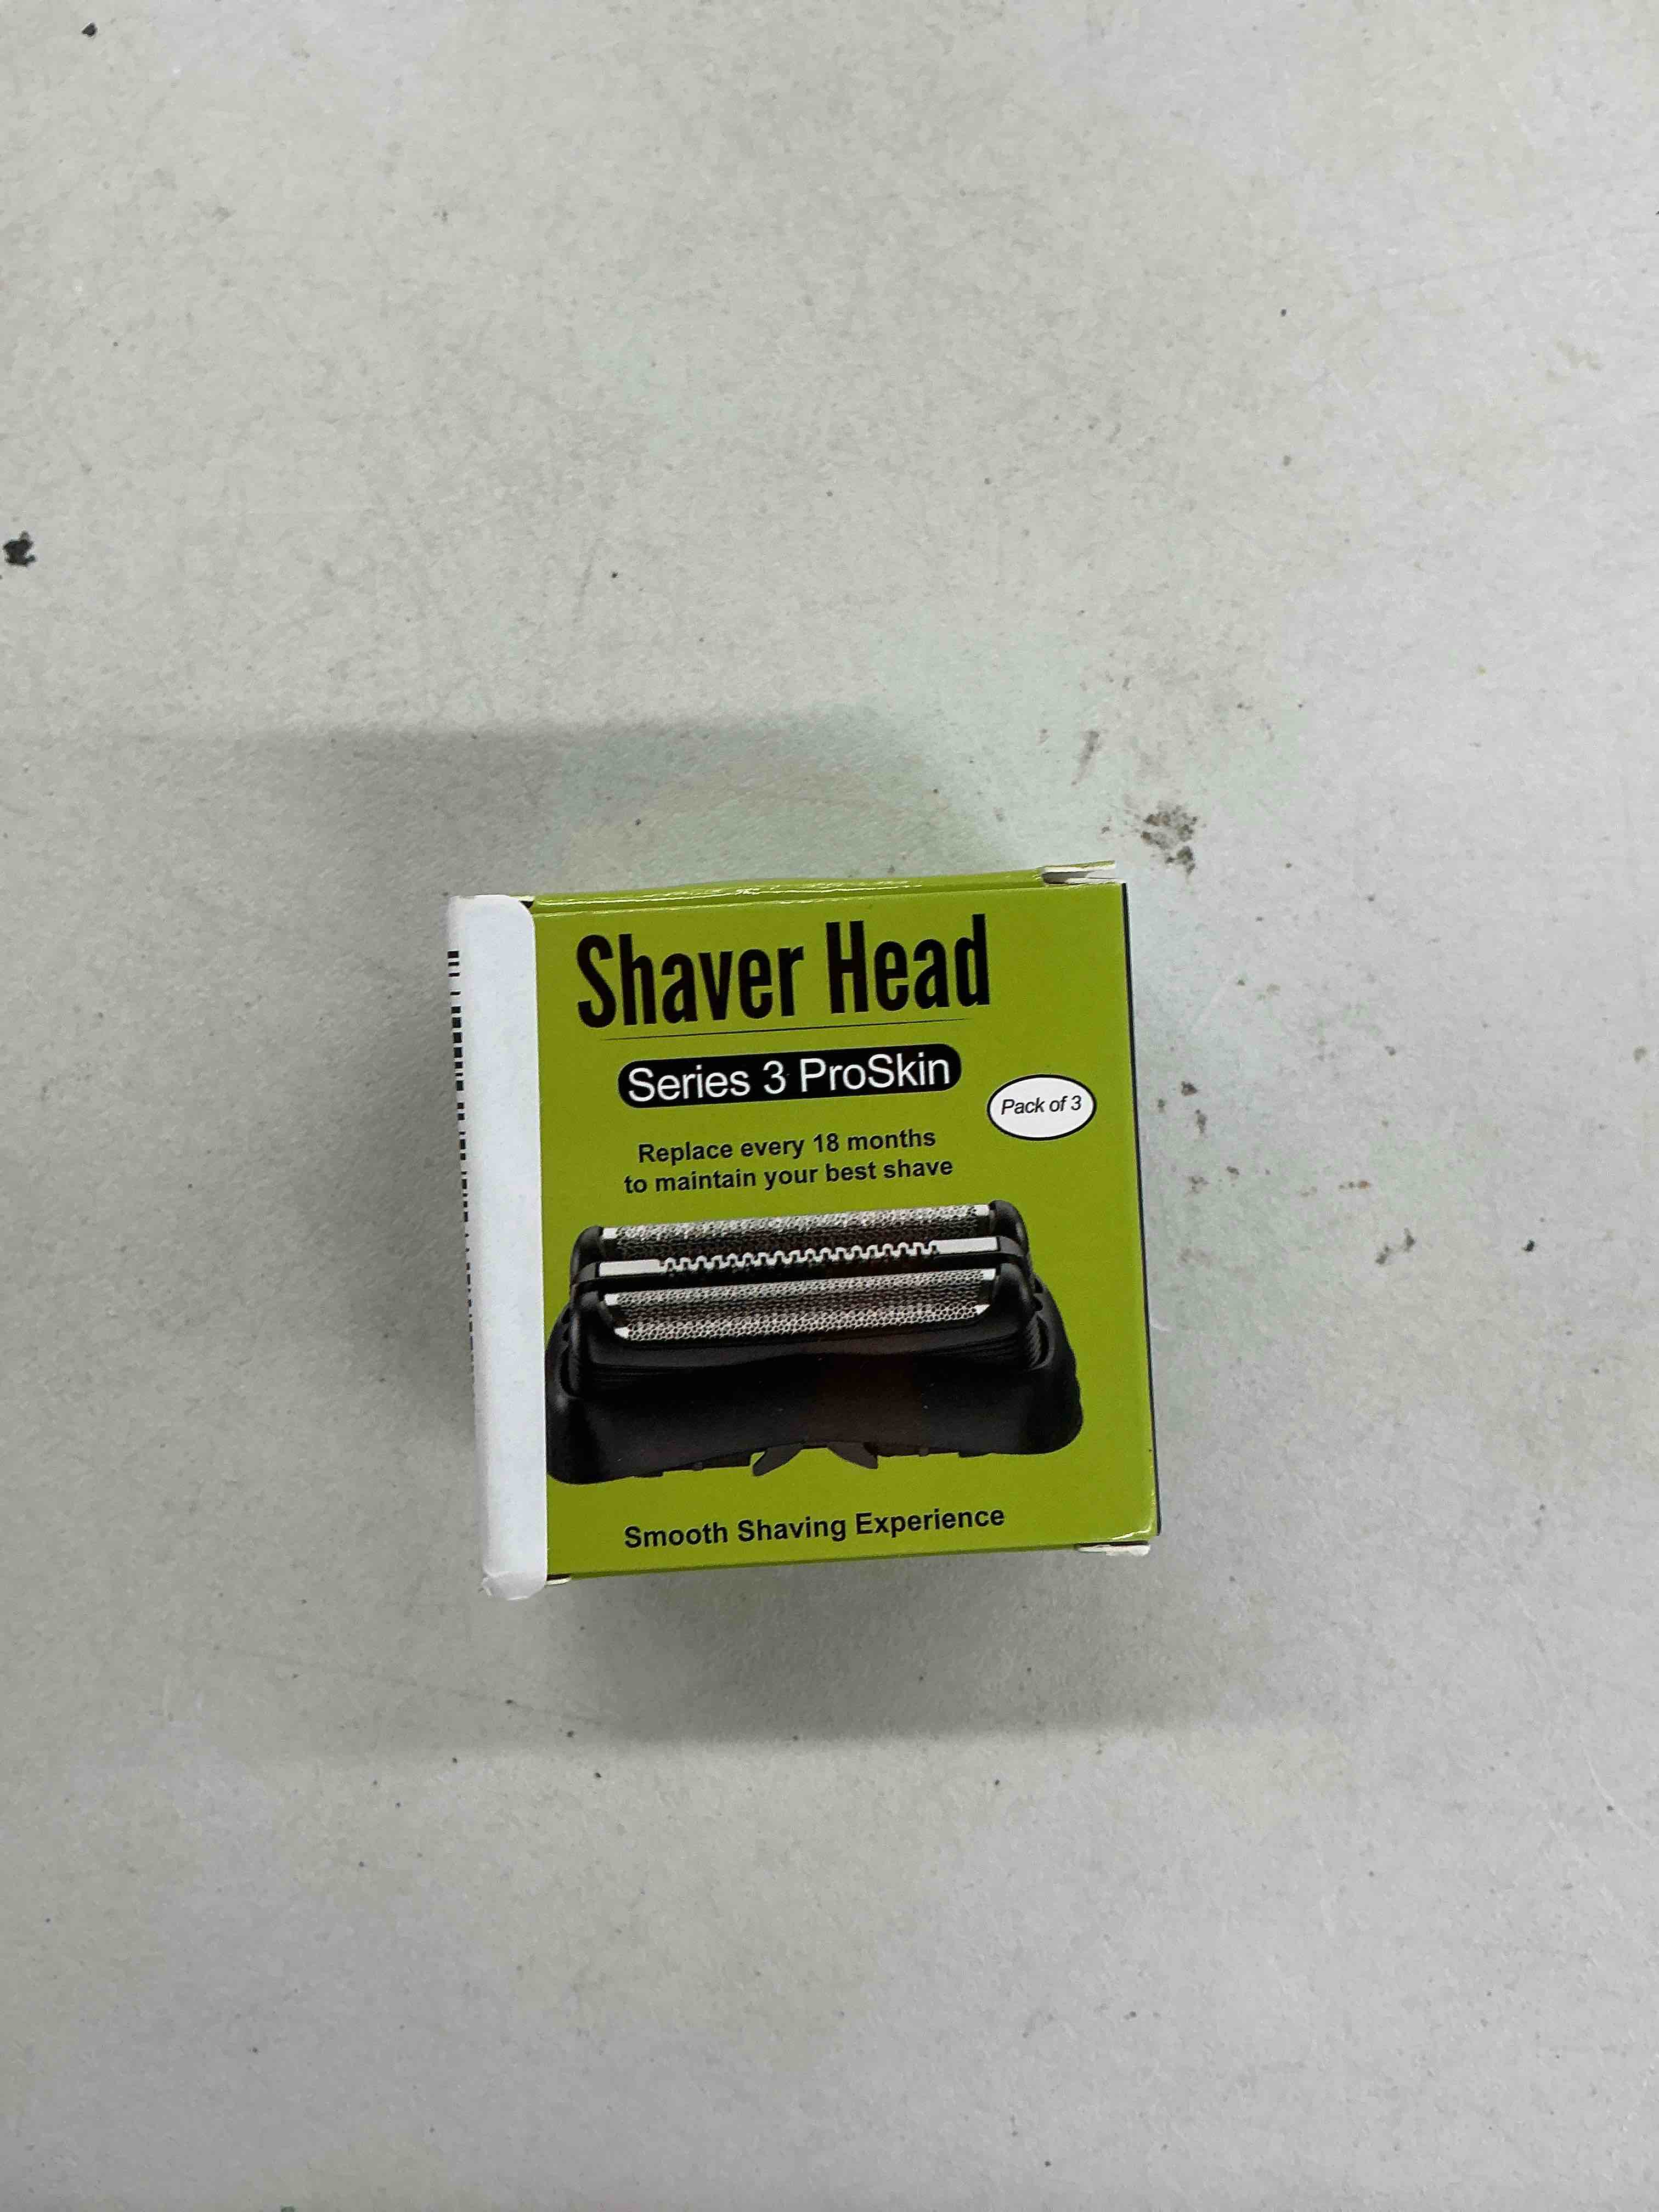 Shaver Head
Series 3 ProSkin
Pack of 3
Replace every 18 months
to maintain your best shave
Smooth Shaving Experience